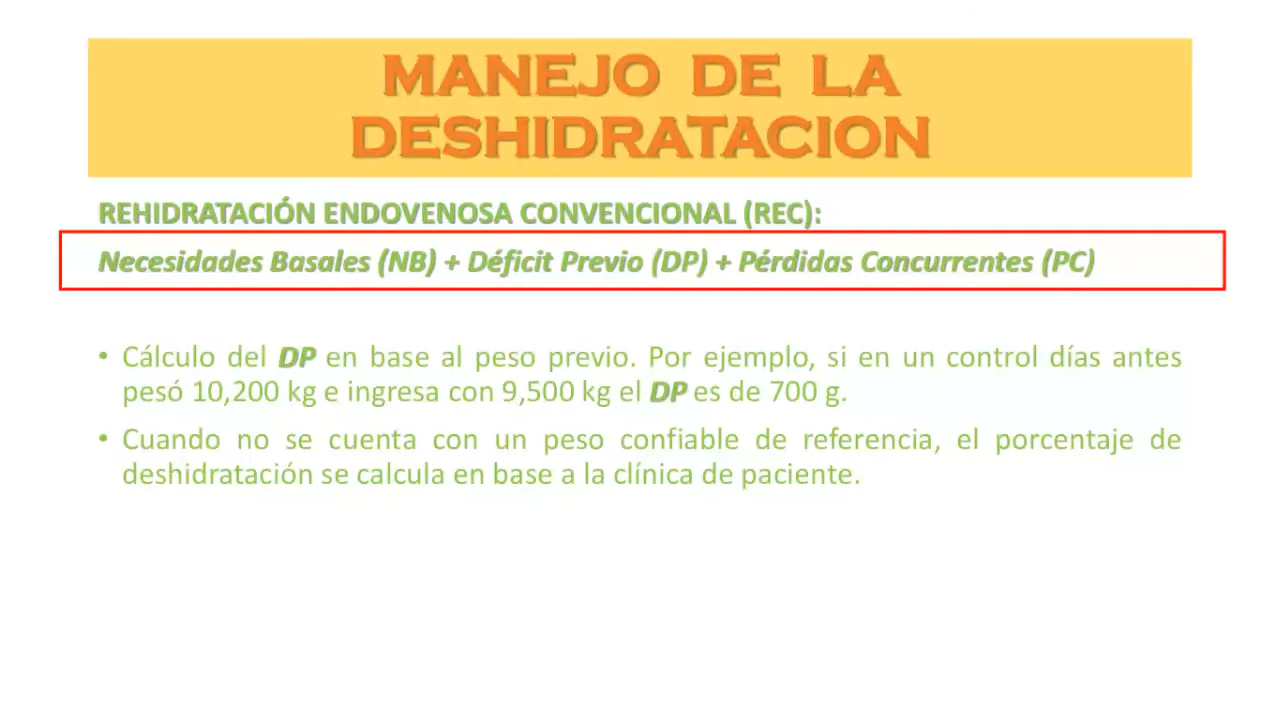 MANEJO DE LA
DESHIDRATACION
REHIDRATACIÓN ENDOVENOSA CONVENCIONAL (REC):
Necesidades Basales (NB) + Déficit Previo (DP) + Pérdidas Concurrentes (PC)
• Cálculo del DP en base al peso previo. Por ejemplo, si en un control días antes
pesó 10,200 kg e ingresa con 9,500 kg el DP es de 700 g.
• Cuando no se cuenta con un peso confiable de referencia, el porcentaje de
deshidratación se calcula en base a la clínica de paciente.